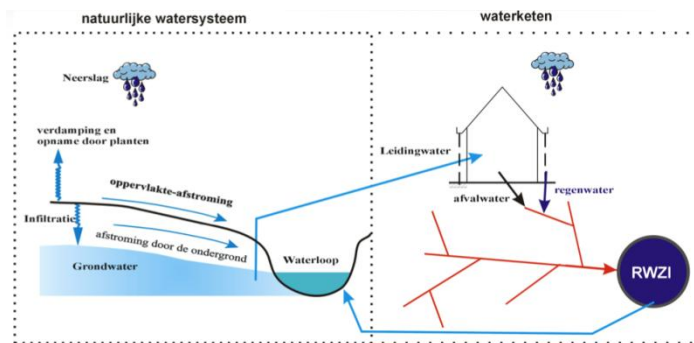 natuurlijke watersysteem
waterketen
Neerslag
verdamping en
opname door planten
oppervlakte-afstroming
Infiltratie
afstroming door de ondergrond
Grondwater
Waterloop
Leidingwater
afvalwater
regenwater
RWZI